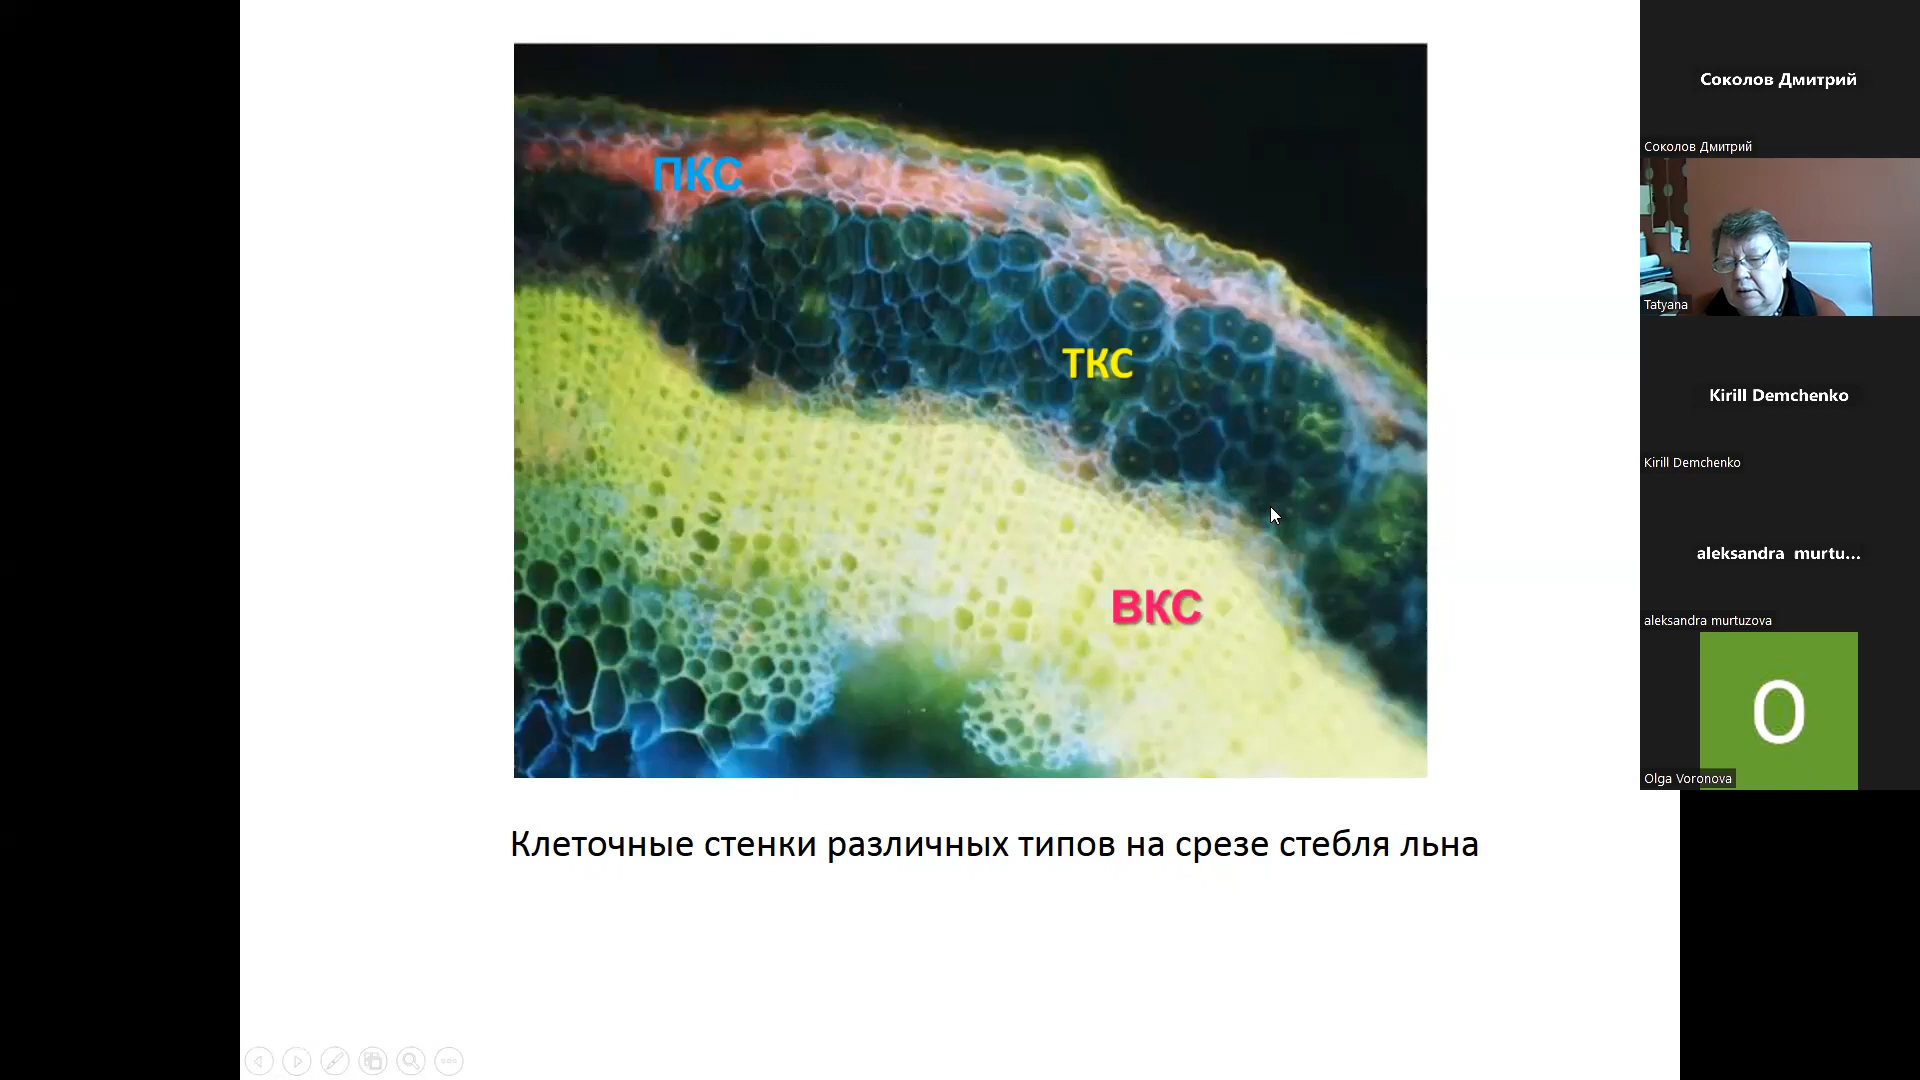 ПКС
ТКС
ВКС
Клеточные стенки различных типов на срезе стебля льна
Соколов Дмитрий
Соколов Дмитрий
Tatyana
Kirill Demchenko
Kirill Demchenko
aleksandra murtu...
aleksandra murtuzova
O
Olga Voronova